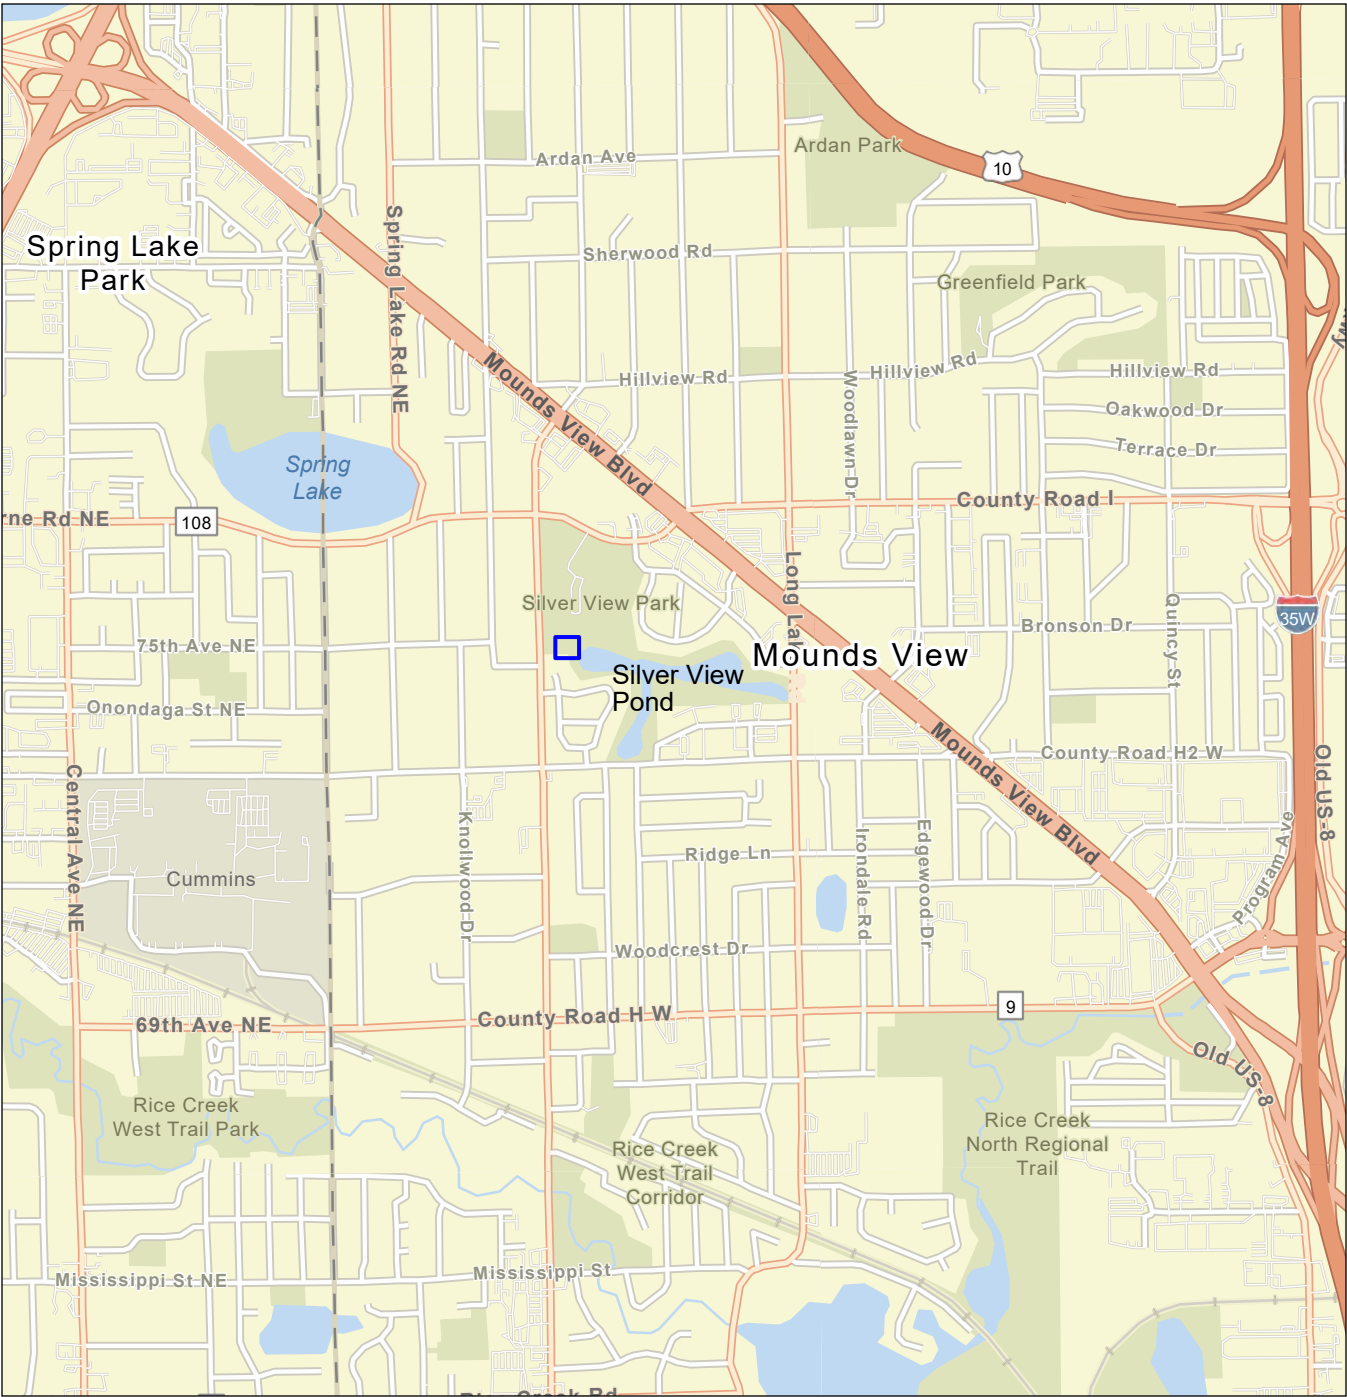 Ardan Ave
Ardan Park
10
Spring Lake
Park
Spring Lake Rd NE
Sherwood Rd
Greenfield Park
Mounds View Blvd
Hillview Rd
Hillview Rd
Hillview Rd
Woodlawn Dr
Oakwood Dr
Terrace Dr
Spring
Lake
County Road I
rne Rd NE
108
Silver View Park
Long Lak
35W
Quincy St
Bronson Dr
75th Ave NE
Mounds View
Silver View
Pond
Onondaga St NE
Mounds View Blvd
County Road H2 W
Old US-8
Central Ave NE
Knollwood Dr
Ridge Ln
Irondale Rd
Edgewood Dr
Program Ave
Cummins
Woodcrest Dr
69th Ave NE
County Road H W
9
Old US-8
Rice Creek
West Trail Park
Rice Creek
West Trail
Corridor
Rice Creek
North Regional
Trail
Mississippi St NE
Mississippi St